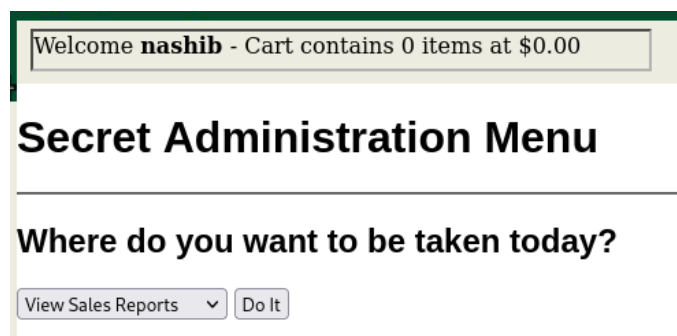 Welcome nashib - Cart contains 0 items at $0.00
Secret Administration Menu
Where do you want to be taken today?
View Sales Reports Do It